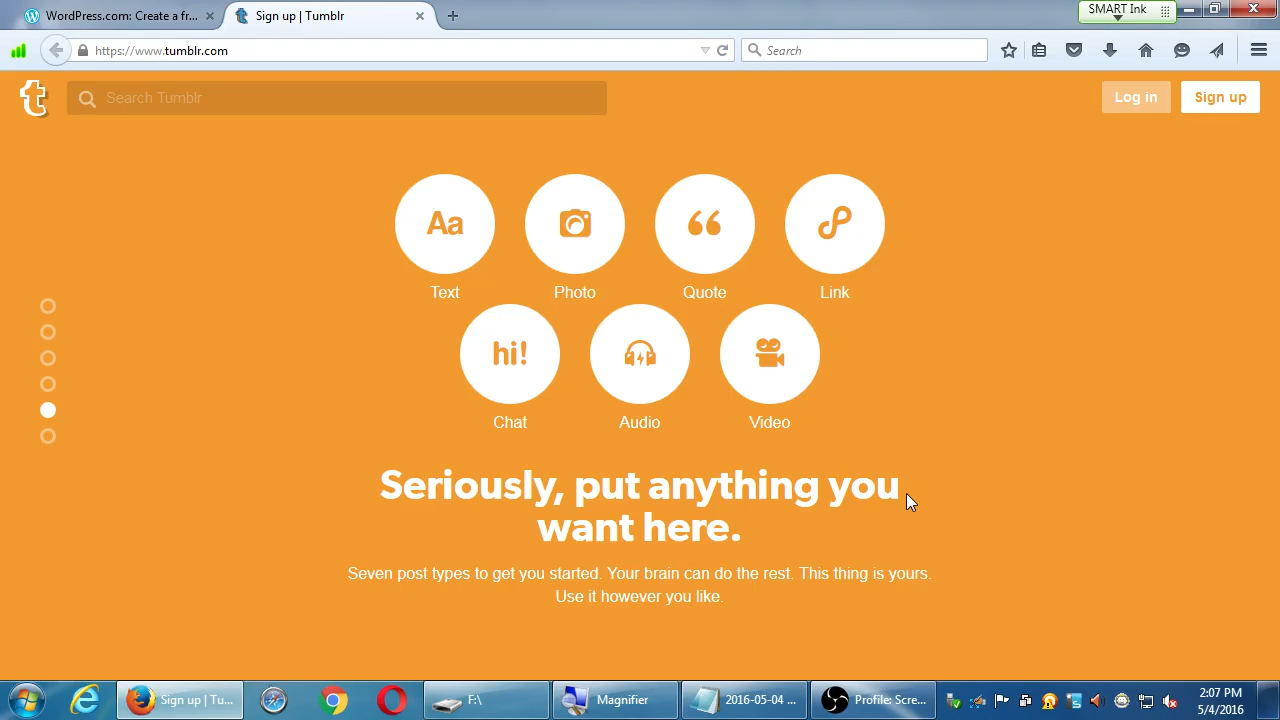 WordPress.com: Create a fr...
Sign up | Tumblr
SMART Ink
https://www.tumblr.com
Search
Search Tumblr
Log in
Sign up
Aa
Text
Photo
Quote
Link
hi!
Chat
Audio
Video
Seriously, put anything you
want here.
Seven post types to get you started. Your brain can do the rest. This thing is yours.
Use it however you like.
Sign up | Tu...
F:\
Magnifier
2016-05-04 ...
Profile: Scre...
2:07 PM
5/4/2016